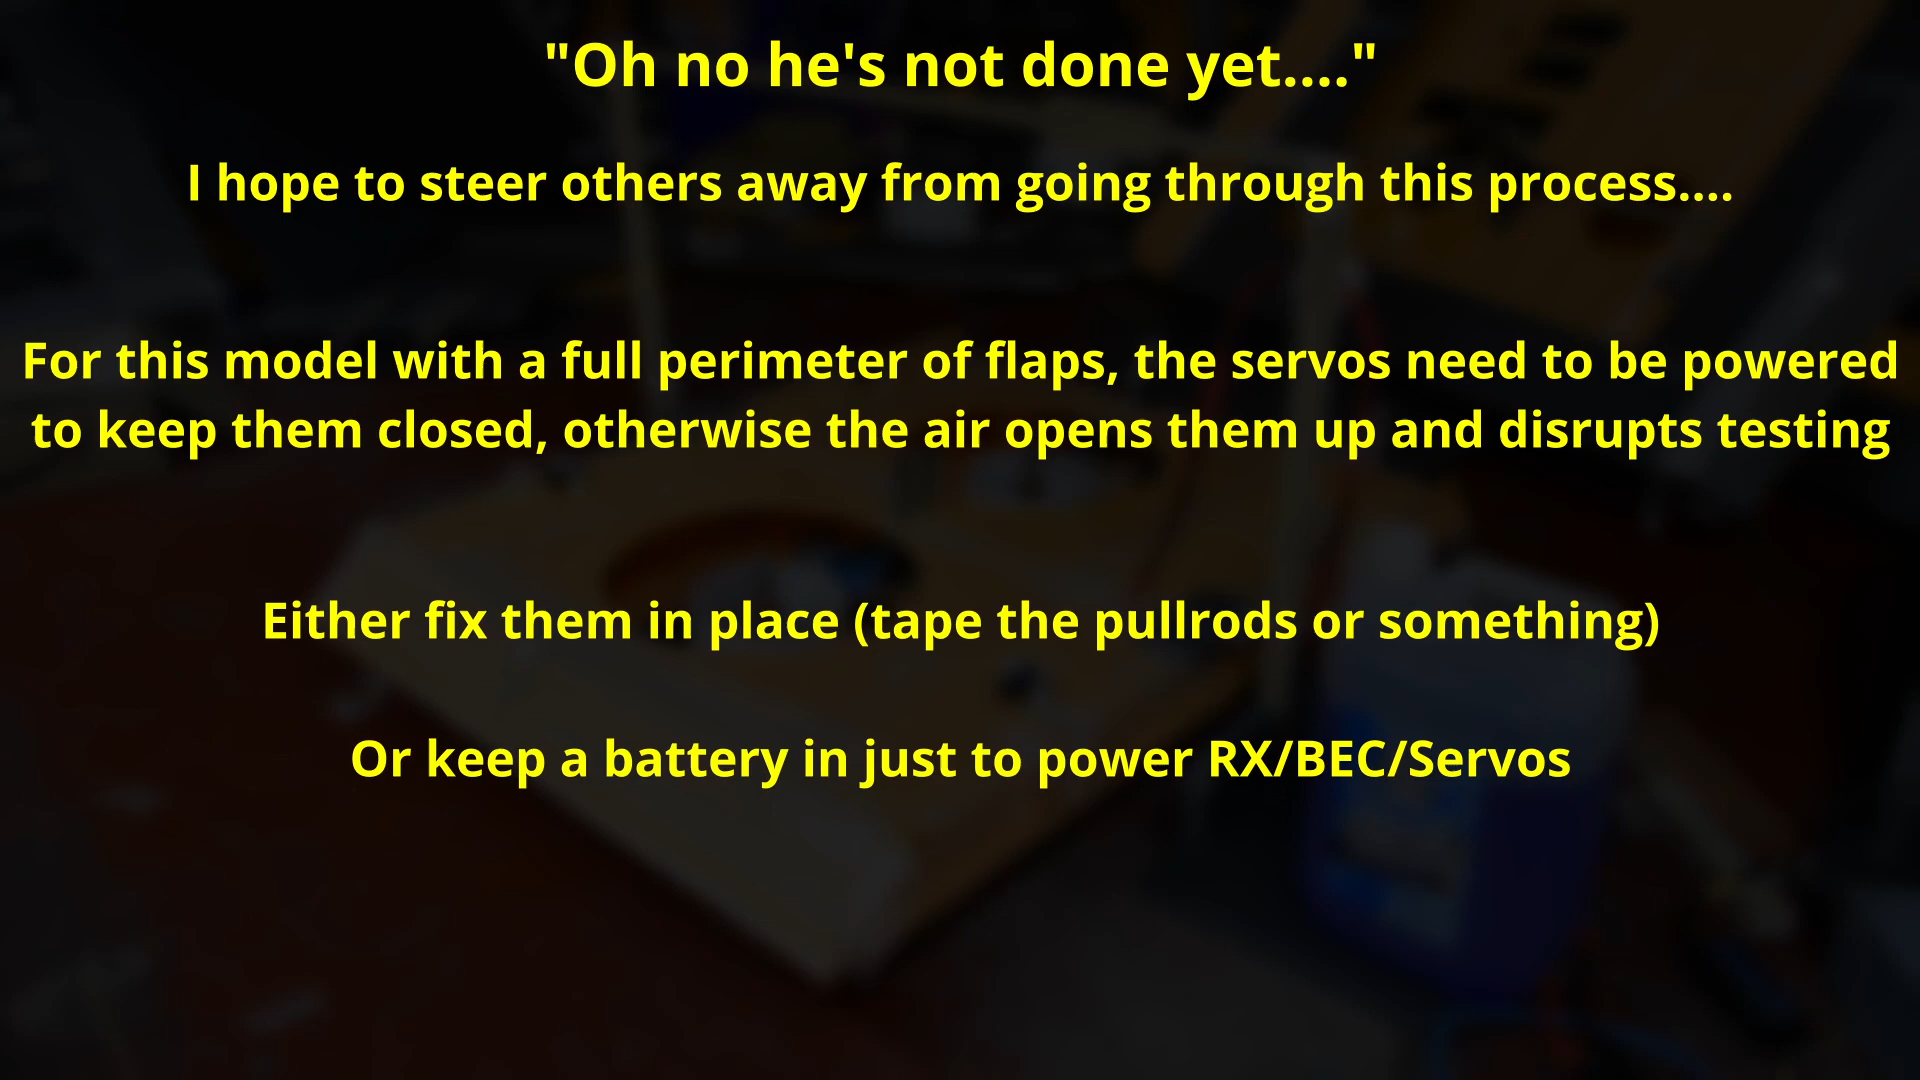 "Oh no he's not done yet...."
I hope to steer others away from going through this process....
For this model with a full perimeter of flaps, the servos need to be powered
to keep them closed, otherwise the air opens them up and disrupts testing
Either fix them in place (tape the pullrods or something)
Or keep a battery in just to power RX/BEC/Servos